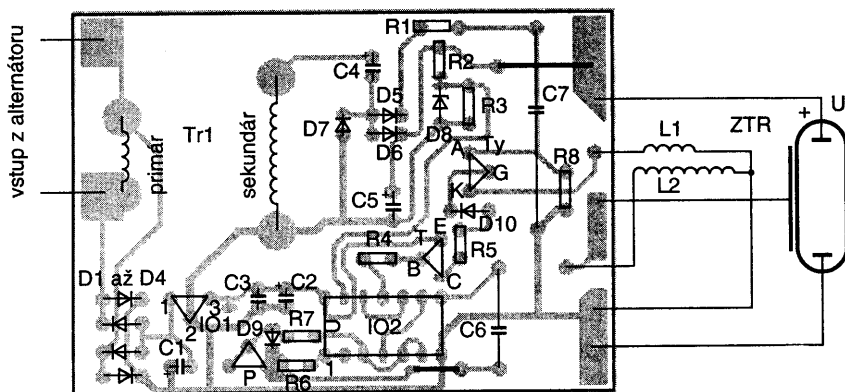 vstup z alternátoru
primár
Tr1
sekundár
R1
C4
R2
D5
D7
D6
R3
C7
D8
Ty
A
G
K
R8
C5
D10
E
T
R4
B
R5
C
L1
L2
ZTR
+
U
D1 až D4
1
2
3
IO1
C3
C2
D9
R7
IO2
C1
P
R6
1
C6